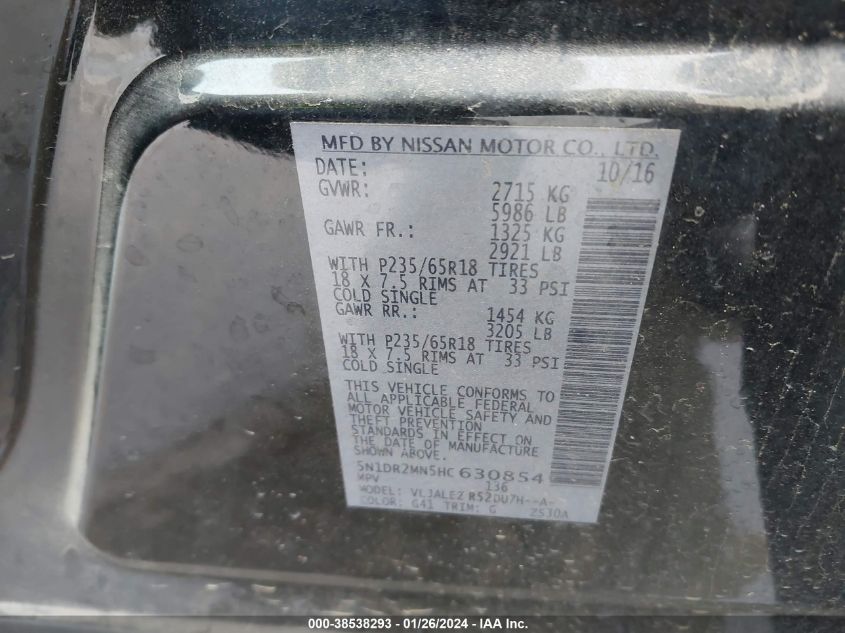 MFD BY NISSAN MOTOR CO., LTD.
DATE: 10/16
GVWR: 2715 KG
5986 LB
GAWR FR.: 1325 KG
2921 LB
WITH P235/65R18 TIRES
18 X 7.5 RIMS AT 33 PSI
COLD SINGLE
GAWR RR.: 1454 KG
3205 LB
WITH P235/65R18 TIRES
18 X 7.5 RIMS AT 33 PSI
COLD SINGLE
THIS VEHICLE CONFORMS TO
ALL APPLICABLE FEDERAL
MOTOR VEHICLE SAFETY AND
THEFT PREVENTION
STANDARDS IN EFFECT ON
THE DATE OF MANUFACTURE
SHOWN ABOVE.
5N1DR2MN5HC 630854
MPV 136
MODEL: VLJALE2 R52DU7H--A-
COLOR: G41 TRIM: G 2530A
000-38538293 - 01/26/2024 - IAAI Inc.